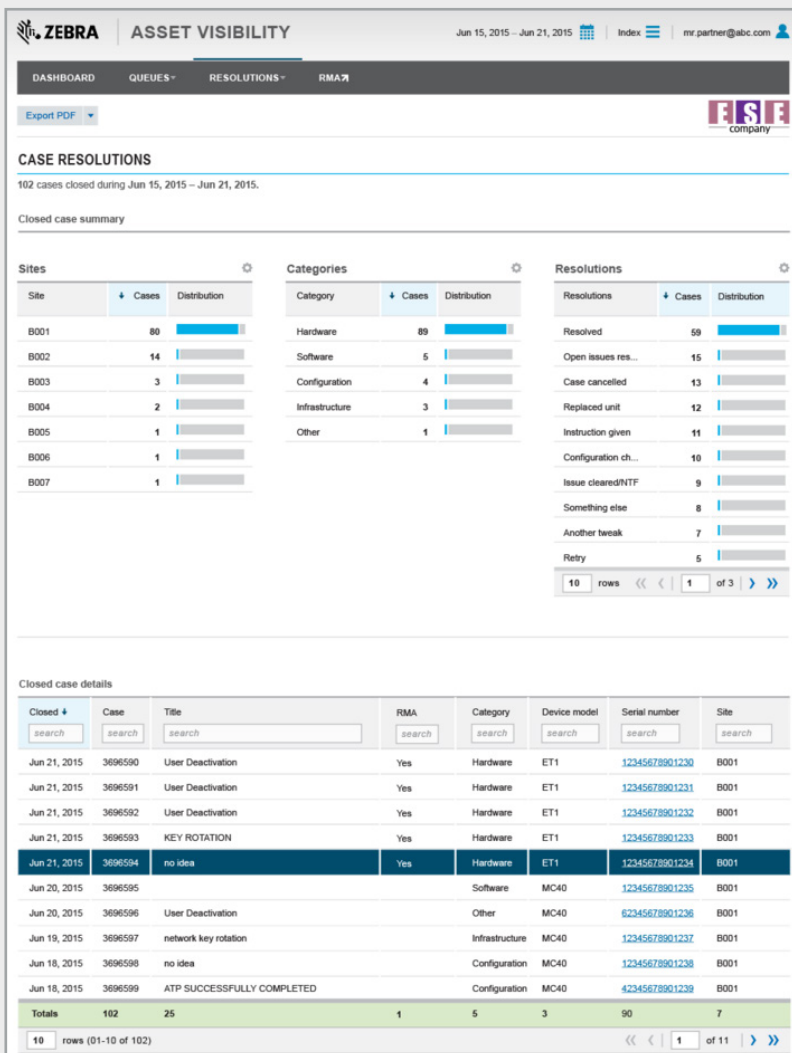 ZEBRA ASSET VISIBILITY Jun 15, 2015 – Jun 21, 2015 Index mr.partner@abc.com
DASHBOARD QUEUES RESOLUTIONS RMA
Export PDF
ESE
company
CASE RESOLUTIONS
102 cases closed during Jun 15, 2015 – Jun 21, 2015.
Closed case summary
Sites
Site Cases Distribution
B001 80
B002 14
B003 3
B004 2
B005 1
B006 1
B007 1
Categories
Category Cases Distribution
Hardware 89
Software 5
Configuration 4
Infrastructure 3
Other 1
Resolutions
Resolutions Cases Distribution
Resolved 59
Open issues res... 15
Case cancelled 13
Replaced unit 12
Instruction given 11
Configuration ch... 10
Issue cleared/NTF 9
Something else 8
Another tweak 7
Retry 5
10 rows 1 of 3
Closed case details
Closed Case Title RMA Category Device model Serial number Site
search search search search search search search search
Jun 21, 2015 3696590 User Deactivation Yes Hardware ET1 12345678901230 B001
Jun 21, 2015 3696591 User Deactivation Yes Hardware ET1 12345678901231 B001
Jun 21, 2015 3696592 User Deactivation Yes Hardware ET1 12345678901232 B001
Jun 21, 2015 3696593 KEY ROTATION Yes Hardware ET1 12345678901233 B001
Jun 21, 2015 3696594 no idea Yes Hardware ET1 12345678901234 B001
Jun 20, 2015 3696595 Software MC40 12345678901235 B001
Jun 20, 2015 3696596 User Deactivation Other MC40 62345678901236 B001
Jun 19, 2015 3696597 network key rotation Infrastructure MC40 12345678901237 B001
Jun 18, 2015 3696598 no idea Configuration MC40 12345678901238 B001
Jun 18, 2015 3696599 ATP SUCCESSFULLY COMPLETED Configuration MC40 42345678901239 B001
Totals 102 25 1 5 3 90 7
10 rows (01-10 of 102) 1 of 11